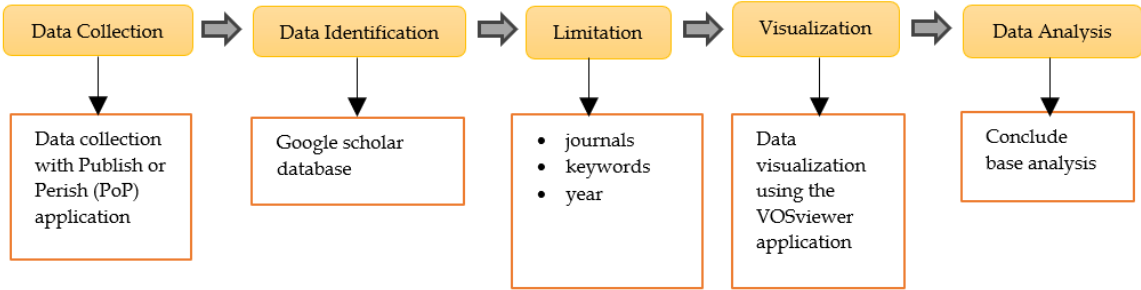 Data Collection
Data Identification
Limitation
Visualization
Data Analysis
Data collection
with Publish or
Perish (PoP)
application
Google scholar
database
• journals
• keywords
• year
Data
visualization
using the
VOSviewer
application
Conclude
base analysis